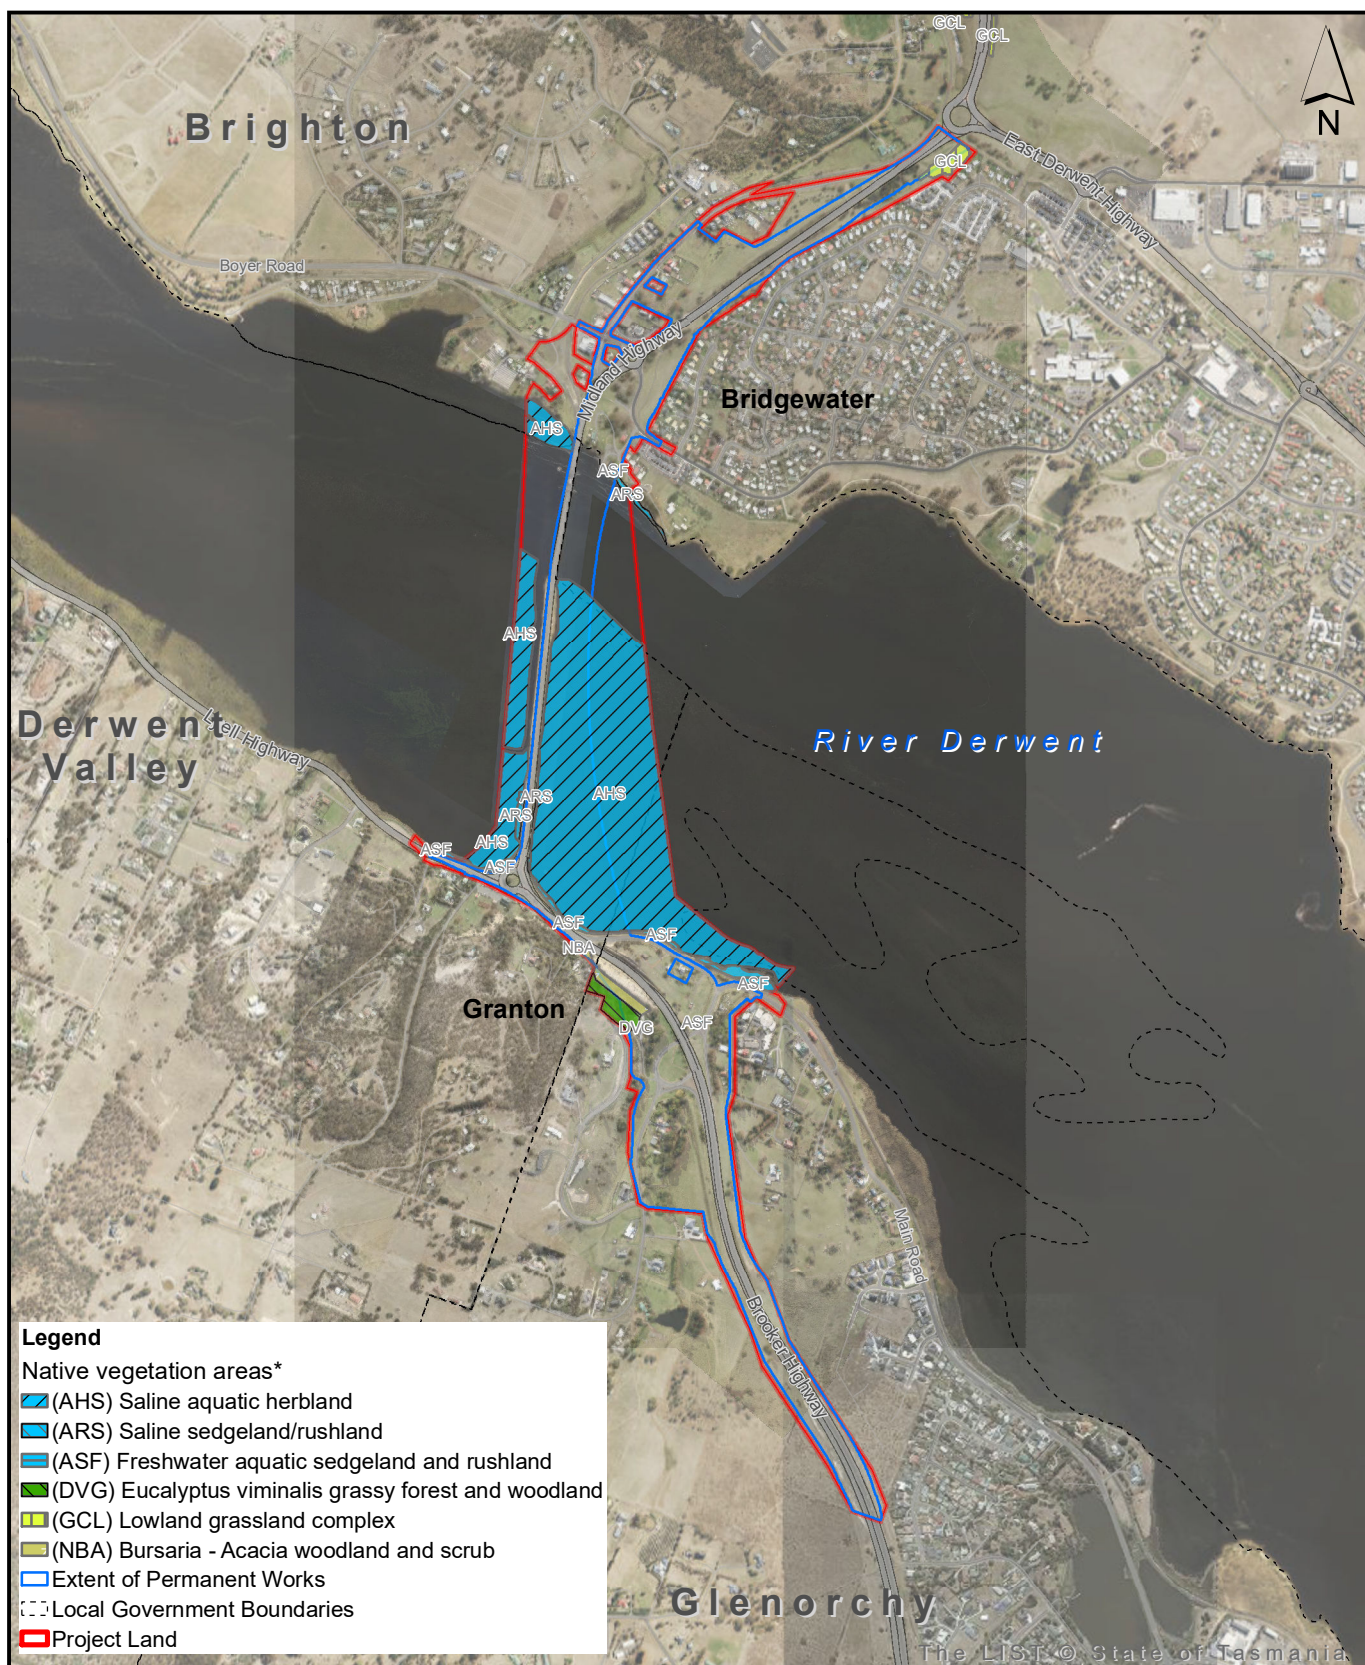 GCL
GCL
N
Brighton
East Derwent Highway
GCL
Boyer Road
Midland Highway
Bridgewater
AHS
ASF
ARS
AHS
Derwent
Valley
Lyell Highway
River Derwent
AHS
ARS
ARS
AHS
ASF
ASF
ASF
ASF
NBA
ASF
Granton
ASF
DVG
Main Road
Brooker Highway
Legend
Native vegetation areas*
(AHS) Saline aquatic herbland
(ARS) Saline sedgeland/rushland
(ASF) Freshwater aquatic sedgeland and rushland
(DVG) Eucalyptus viminalis grassy forest and woodland
(GCL) Lowland grassland complex
(NBA) Bursaria - Acacia woodland and scrub
Extent of Permanent Works
Local Government Boundaries
Project Land
Glenorchy
The LIST © State of Tasmania